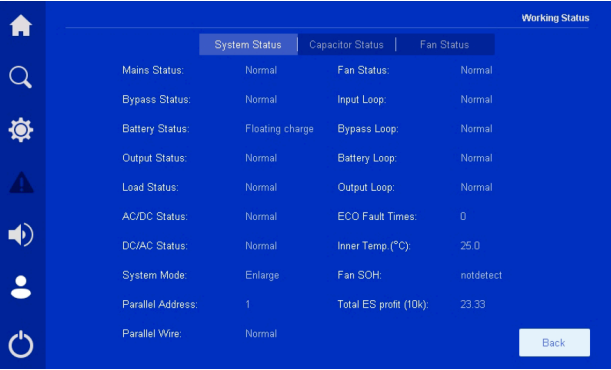 Working Status
System Status Capacitor Status Fan Status
Mains Status: Normal Fan Status: Normal
Bypass Status: Normal Input Loop: Normal
Battery Status: Floating charge Bypass Loop: Normal
Output Status: Normal Battery Loop: Normal
Load Status: Normal Output Loop: Normal
AC/DC Status: Normal ECO Fault Times: 0
DC/AC Status: Normal Inner Temp.(°C): 25.0
System Mode: Enlarge Fan SOH: notdetect
Parallel Address: 1 Total ES profit (10k): 23.33
Parallel Wire: Normal
Back